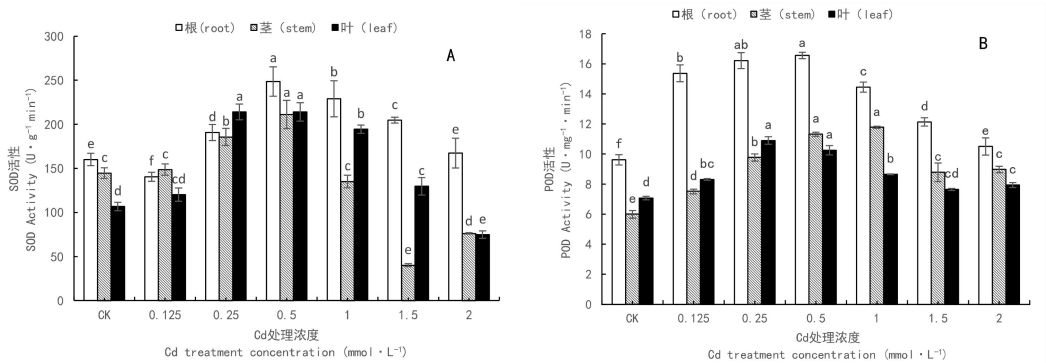 根(root) 茎(stem) 叶(leaf)
A
SOD活性
SOD Activity (U·g⁻¹ min⁻¹)
300
250
200
150
100
50
0
e c d
f c cd
d b a
a a a
b c b
c e a
e d e
CK 0.125 0.25 0.5 1 1.5 2
Cd处理浓度
Cd treatment concentration (mmol·L⁻¹)
根(root) 茎(stem) 叶(leaf)
B
POD活性
POD Activity (U·mg⁻¹·min⁻¹)
18
16
14
12
10
8
6
4
2
0
f e d
b d bc
ab c a
a a a
c a b
d c cd
e b c
CK 0.125 0.25 0.5 1 1.5 2
Cd处理浓度
Cd treatment concentration (mmol·L⁻¹)